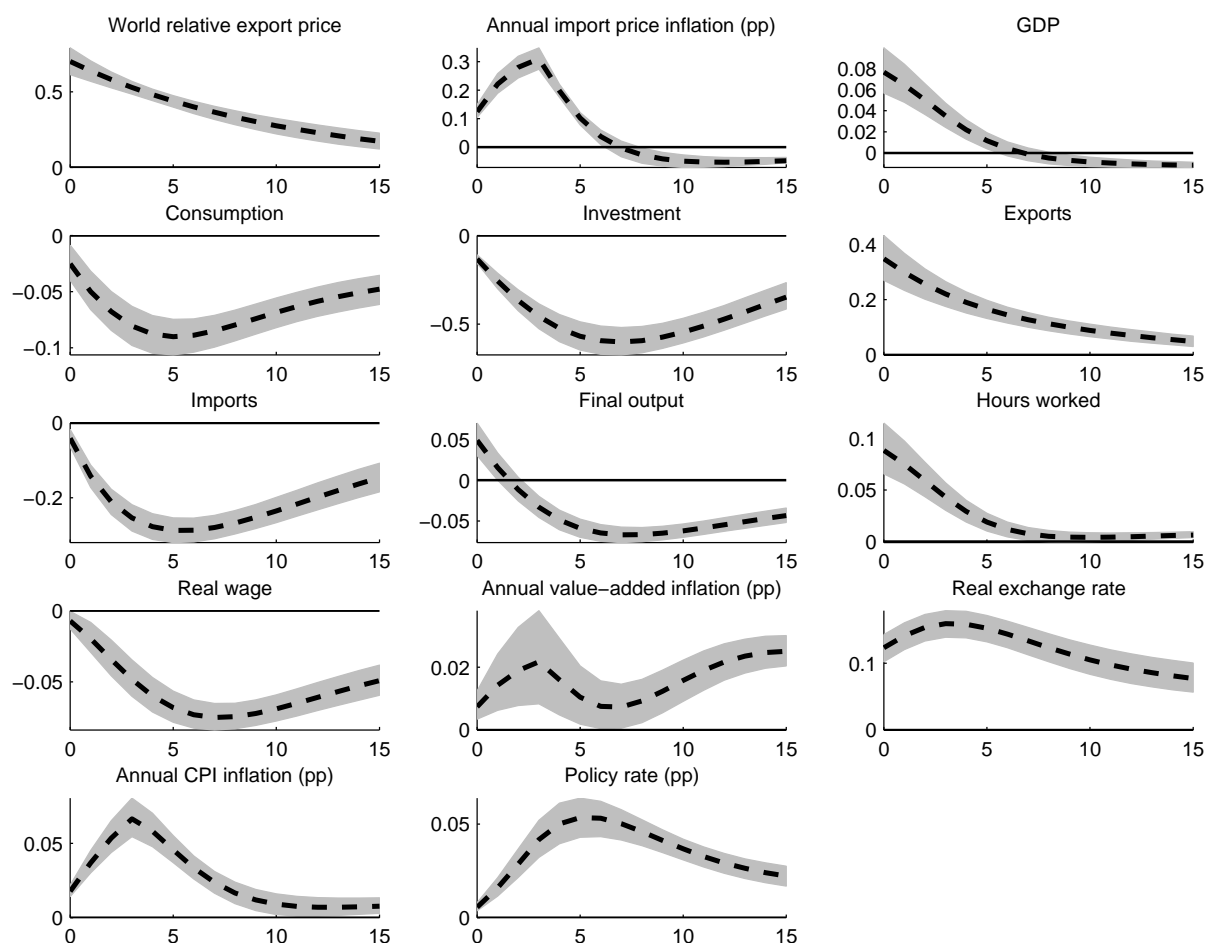 World relative export price
0.5
0
0 5 10 15
Annual import price inflation (pp)
0.3
0.2
0.1
0
0 5 10 15
GDP
0.08
0.06
0.04
0.02
0
0 5 10 15
Consumption
0
−0.05
−0.1
0 5 10 15
Investment
0
−0.5
0 5 10 15
Exports
0.4
0.2
0
0 5 10 15
Imports
0
−0.2
0 5 10 15
Final output
0.05
0
−0.05
0 5 10 15
Hours worked
0.1
0.05
0
0 5 10 15
Real wage
0
−0.05
0 5 10 15
Annual value−added inflation (pp)
0.02
0
0 5 10 15
Real exchange rate
0.1
0
0 5 10 15
Annual CPI inflation (pp)
0.05
0
0 5 10 15
Policy rate (pp)
0.05
0
0 5 10 15